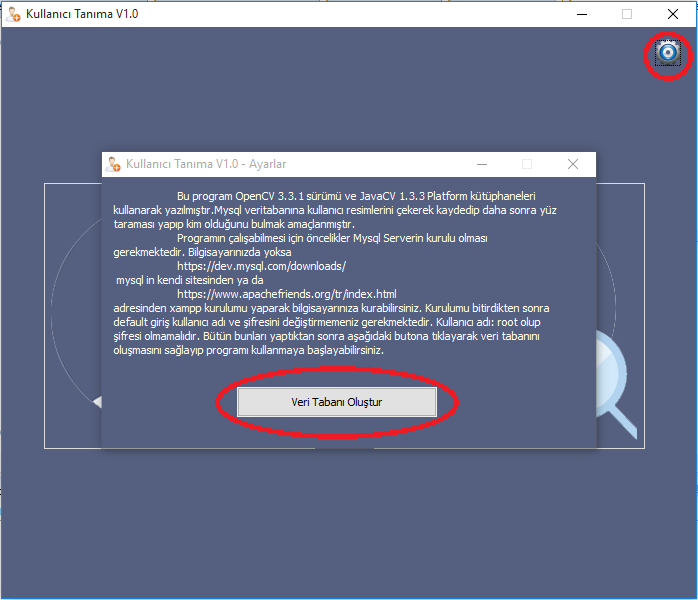 Kullanıcı Tanıma V1.0
Kullanıcı Tanıma V1.0 - Ayarlar
Bu program OpenCV 3.3.1 sürümü ve JavaCV 1.3.3 Platform kütüphaneleri
kullanarak yazılmıştır.Mysql veritabanına kullanıcı resimlerini çekerek kaydedip daha sonra yüz
taraması yapıp kim olduğunu bulmak amaçlanmıştır.
Programın çalışabilmesi için öncelikler Mysql Serverin kurulu olması
gerekmektedir. Bilgisayarınızda yoksa
https://dev.mysql.com/downloads/
mysql in kendi sitesinden ya da
https://www.apachefriends.org/tr/index.html
adresinden xampp kurulumu yaparak bilgisayarınıza kurabilirsiniz. Kurulumu bitirdikten sonra
default giriş kullanıcı adı ve şifresini değiştirmemeniz gerekmektedir. Kullanıcı adı: root olup
şifresi olmamalıdır. Bütün bunları yaptıktan sonra aşağıdaki butona tıklayarak veri tabanını
oluşmasını sağlayıp programı kullanmaya başlayabilirsiniz.
Veri Tabanı Oluştur